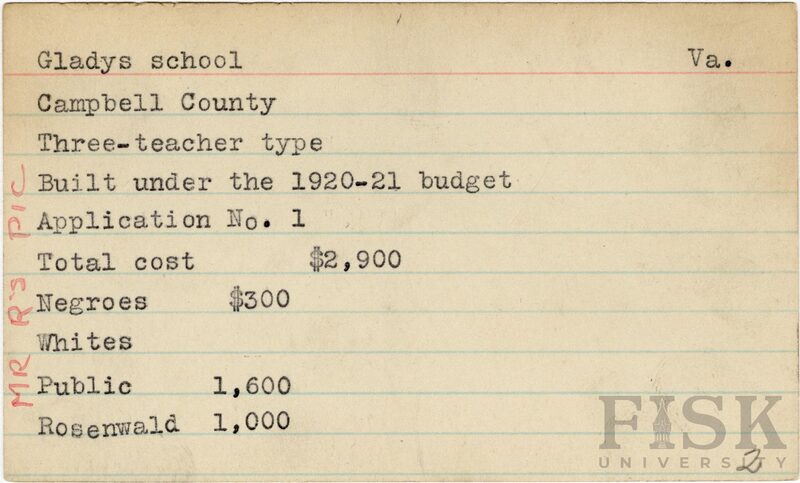 Gladys school Va.
Campbell County
Three-teacher type
Built under the 1920-21 budget
Application No. 1
Total cost $2,900
Negroes $300
Whites
Public 1,600
Rosenwald 1,000
MR R's PIC
FISK
UNIVERSITY
2